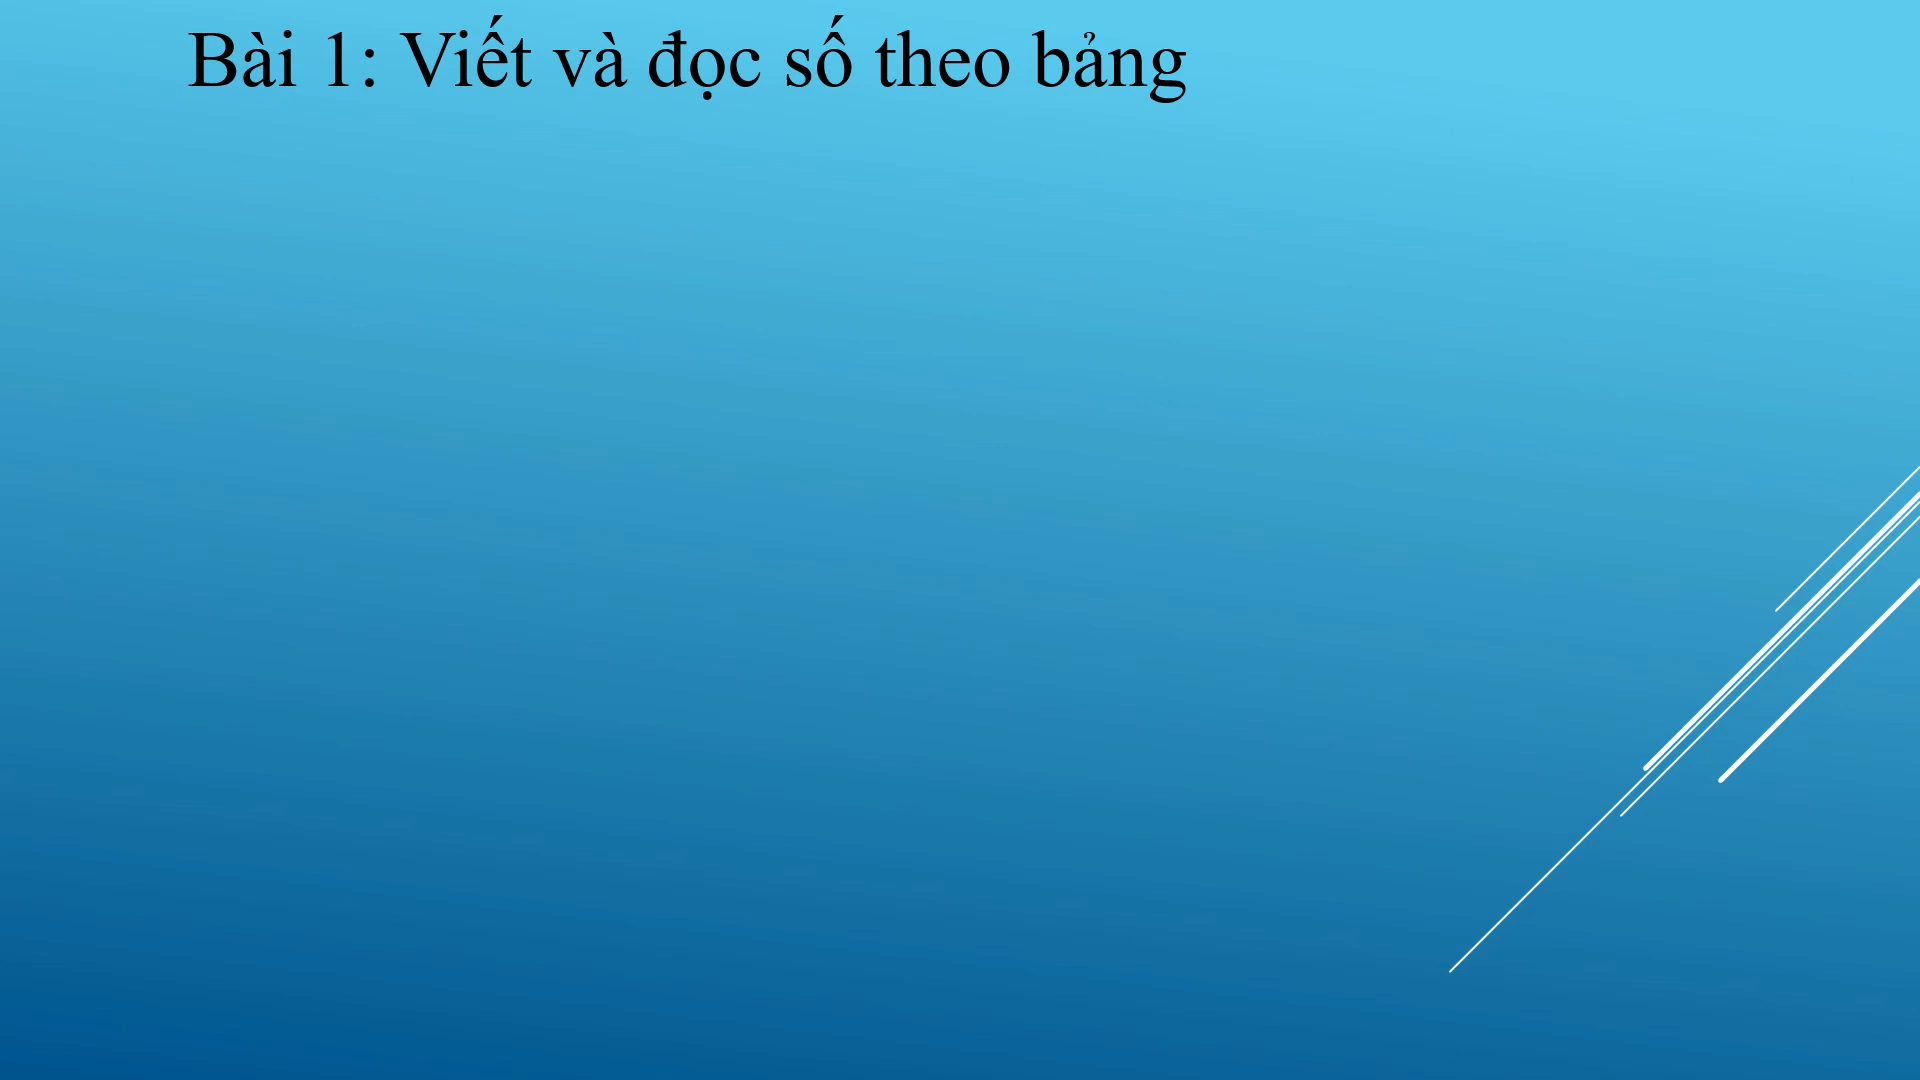 Bài 1: Viết và đọc số theo bảng